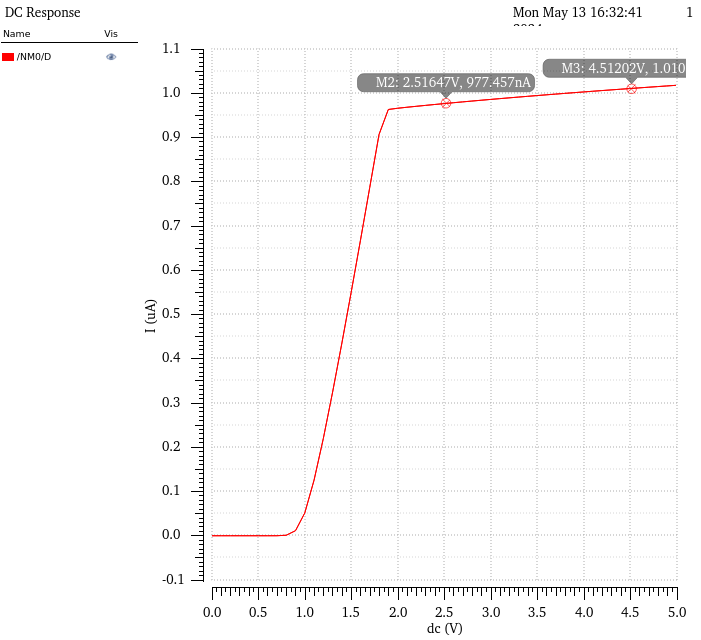 DC Response
Mon May 13 16:32:41 1
Name Vis
/NM0/D
1.1
M3: 4.51202V, 1.010
M2: 2.51647V, 977.457nA
1.0
0.9
0.8
0.7
0.6
0.5
I (uA)
0.4
0.3
0.2
0.1
0.0
-0.1
0.0 0.5 1.0 1.5 2.0 2.5 3.0 3.5 4.0 4.5 5.0
dc (V)